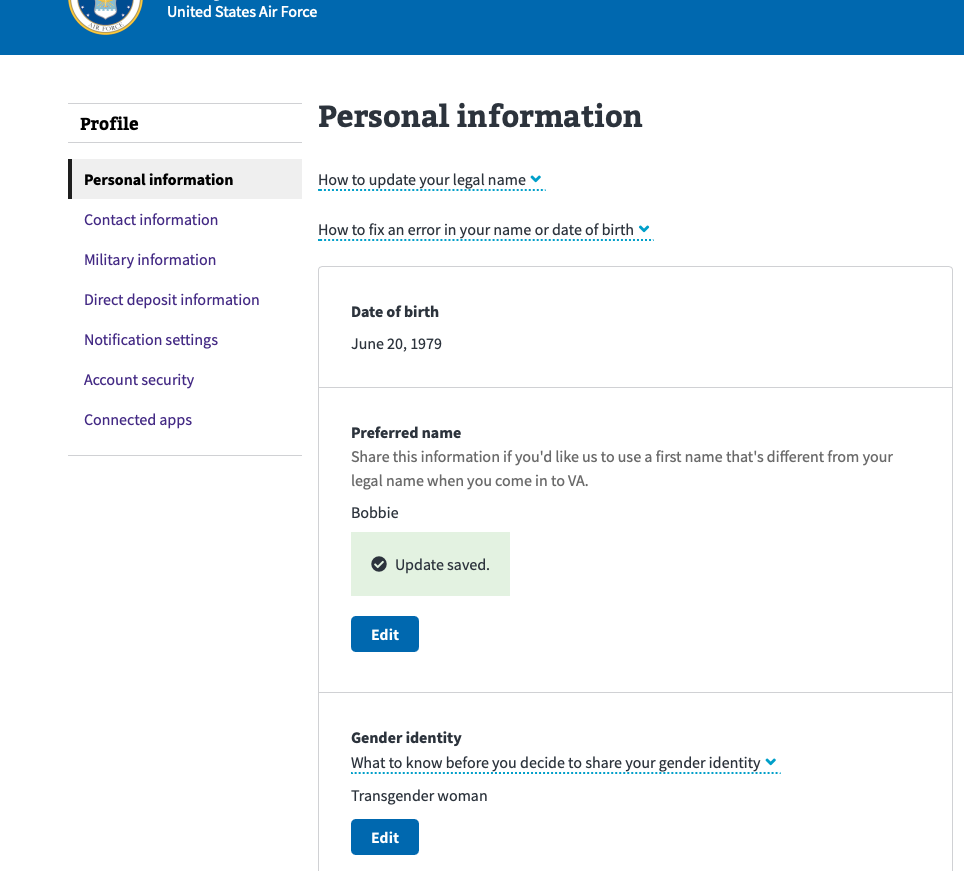 United States Air Force
AIR FORCE
Profile
Personal information
Contact information
Military information
Direct deposit information
Notification settings
Account security
Connected apps
Personal information
How to update your legal name
How to fix an error in your name or date of birth
Date of birth
June 20, 1979
Preferred name
Share this information if you'd like us to use a first name that's different from your
legal name when you come in to VA.
Bobbie
Update saved.
Edit
Gender identity
What to know before you decide to share your gender identity
Transgender woman
Edit